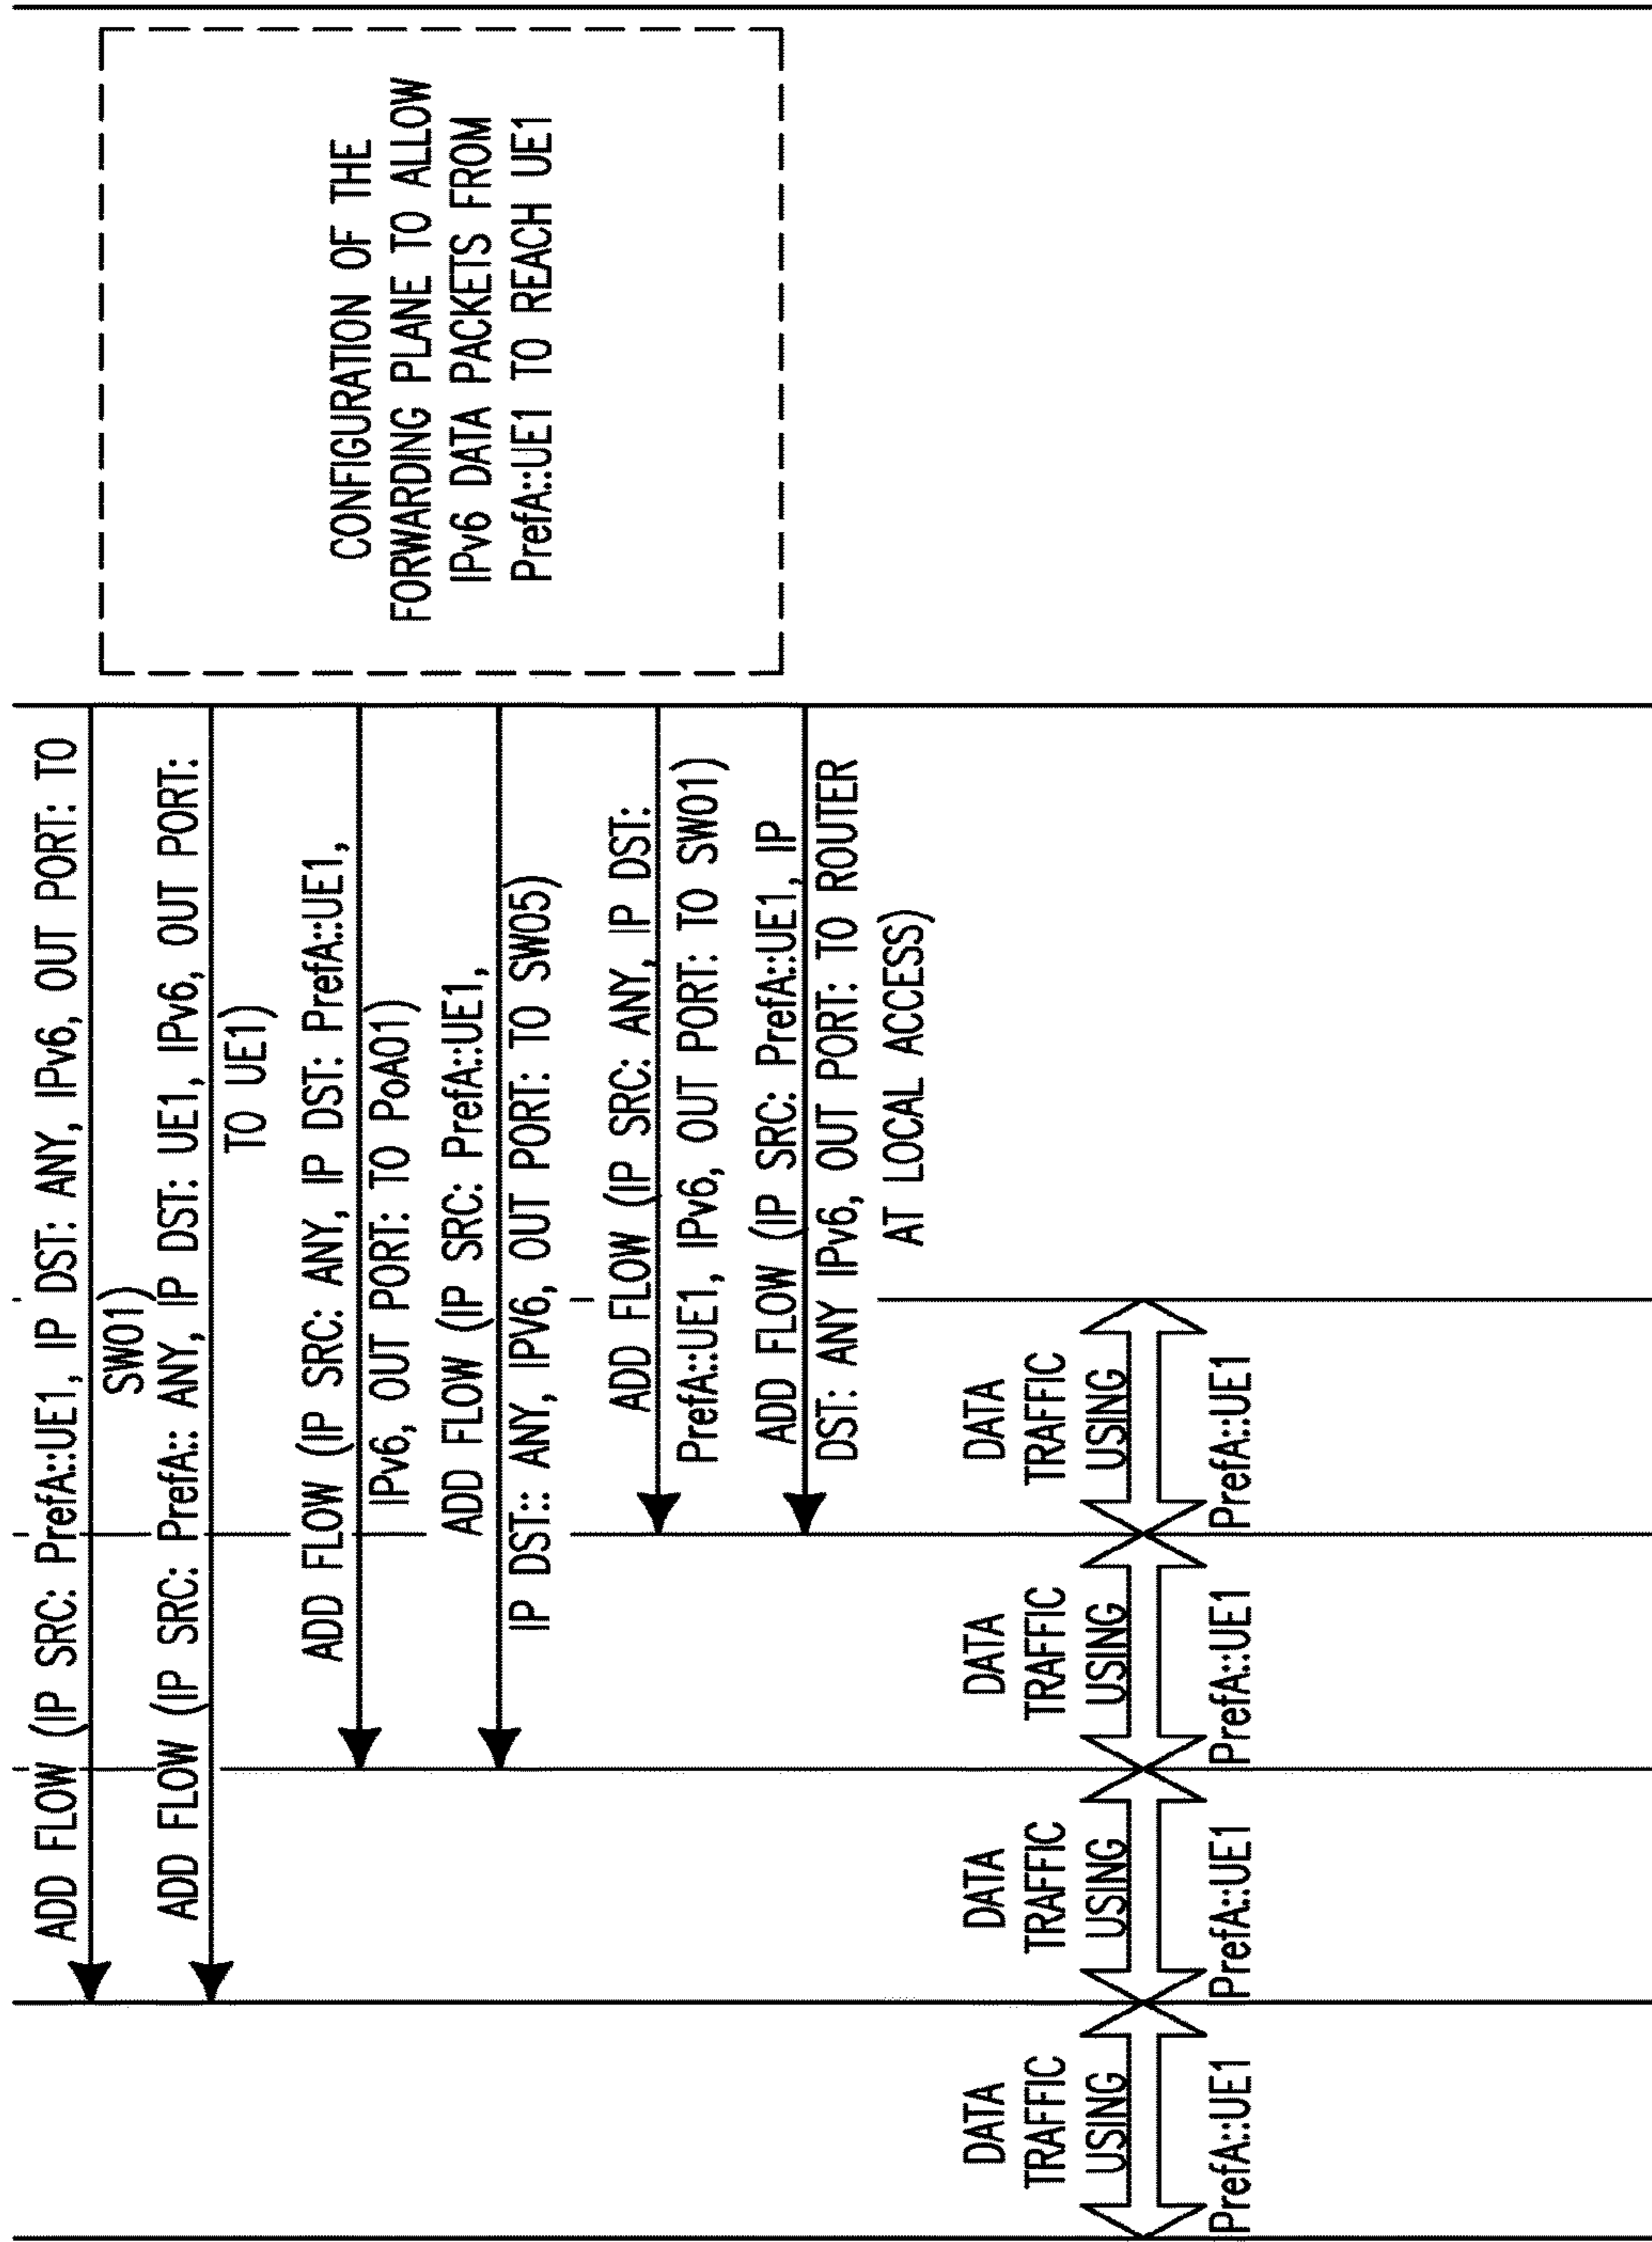 ADD FLOW (IP SRC: PrefA::UE1, IP DST: ANY, IPv6, OUT PORT: TO
SW01)
ADD FLOW (IP SRC: PrefA:: ANY, IP DST: UE1, IPv6, OUT PORT:
TO UE1)
ADD FLOW (IP SRC: ANY, IP DST: PrefA::UE1,
IPv6, OUT PORT: TO PoA01)
ADD FLOW (IP SRC: PrefA::UE1,
IP DST:: ANY, IPV6, OUT PORT: TO SW05)
ADD FLOW (IP SRC: ANY, IP DST:
PrefA::UE1, IPv6, OUT PORT: TO SW01)
ADD FLOW (IP SRC: PrefA::UE1, IP
DST: ANY IPv6, OUT PORT: TO ROUTER
AT LOCAL ACCESS)
CONFIGURATION OF THE
FORWARDING PLANE TO ALLOW
IPv6 DATA PACKETS FROM
PrefA::UE1 TO REACH UE1
DATA
TRAFFIC
USING
PrefA::UE1
DATA
TRAFFIC
USING
PrefA::UE1
DATA
TRAFFIC
USING
PrefA::UE1
DATA
TRAFFIC
USING
PrefA::UE1